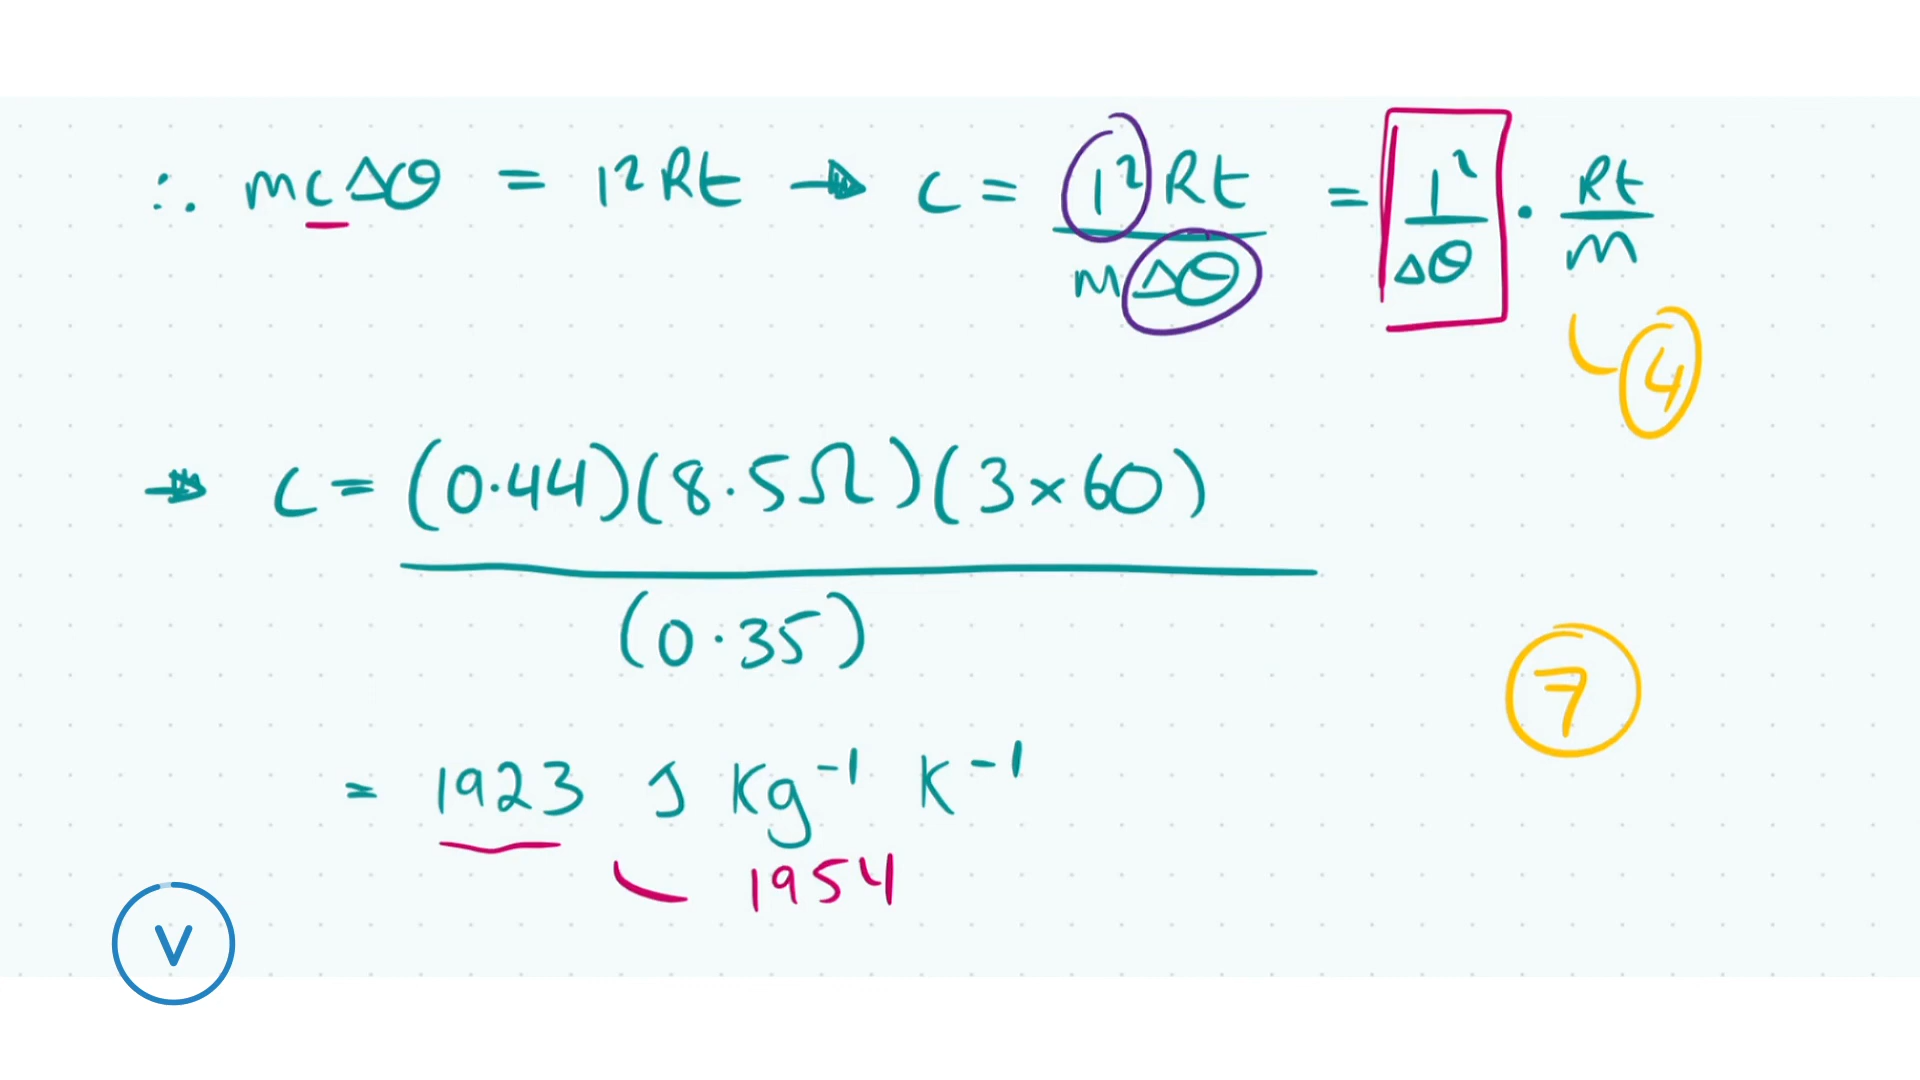 ∴ mcΔθ = I²Rt → c = I²Rt / mΔθ = I²/Δθ · Rt/m
4
→ c = (0.44)(8.5Ω)(3×60)
(0.35)
7
= 1923 J Kg⁻¹ K⁻¹
1954
V